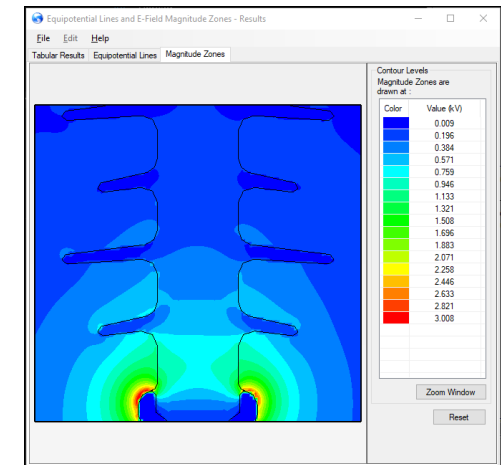 Equipotential Lines and E-Field Magnitude Zones - Results
File Edit Help
Tabular Results Equipotential Lines Magnitude Zones
Contour Levels
Magnitude Zones are
drawn at :
Color Value (kV)
0.009
0.196
0.384
0.571
0.759
0.946
1.133
1.321
1.508
1.696
1.883
2.071
2.258
2.446
2.633
2.821
3.008
Zoom Window
Reset